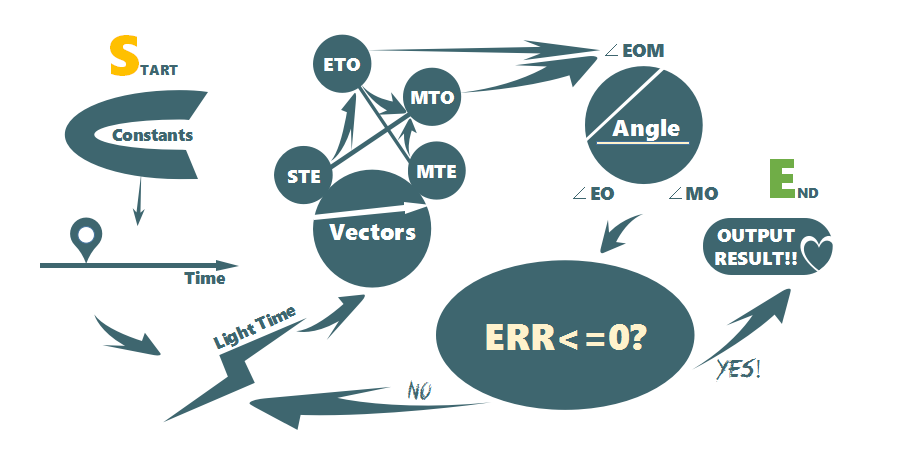 START
Constants
Time
Light Time
ETO
MTO
STE
MTE
Vectors
∠EOM
Angle
∠EO
∠MO
ERR<=0?
NO
YES!
END
OUTPUT
RESULT!!